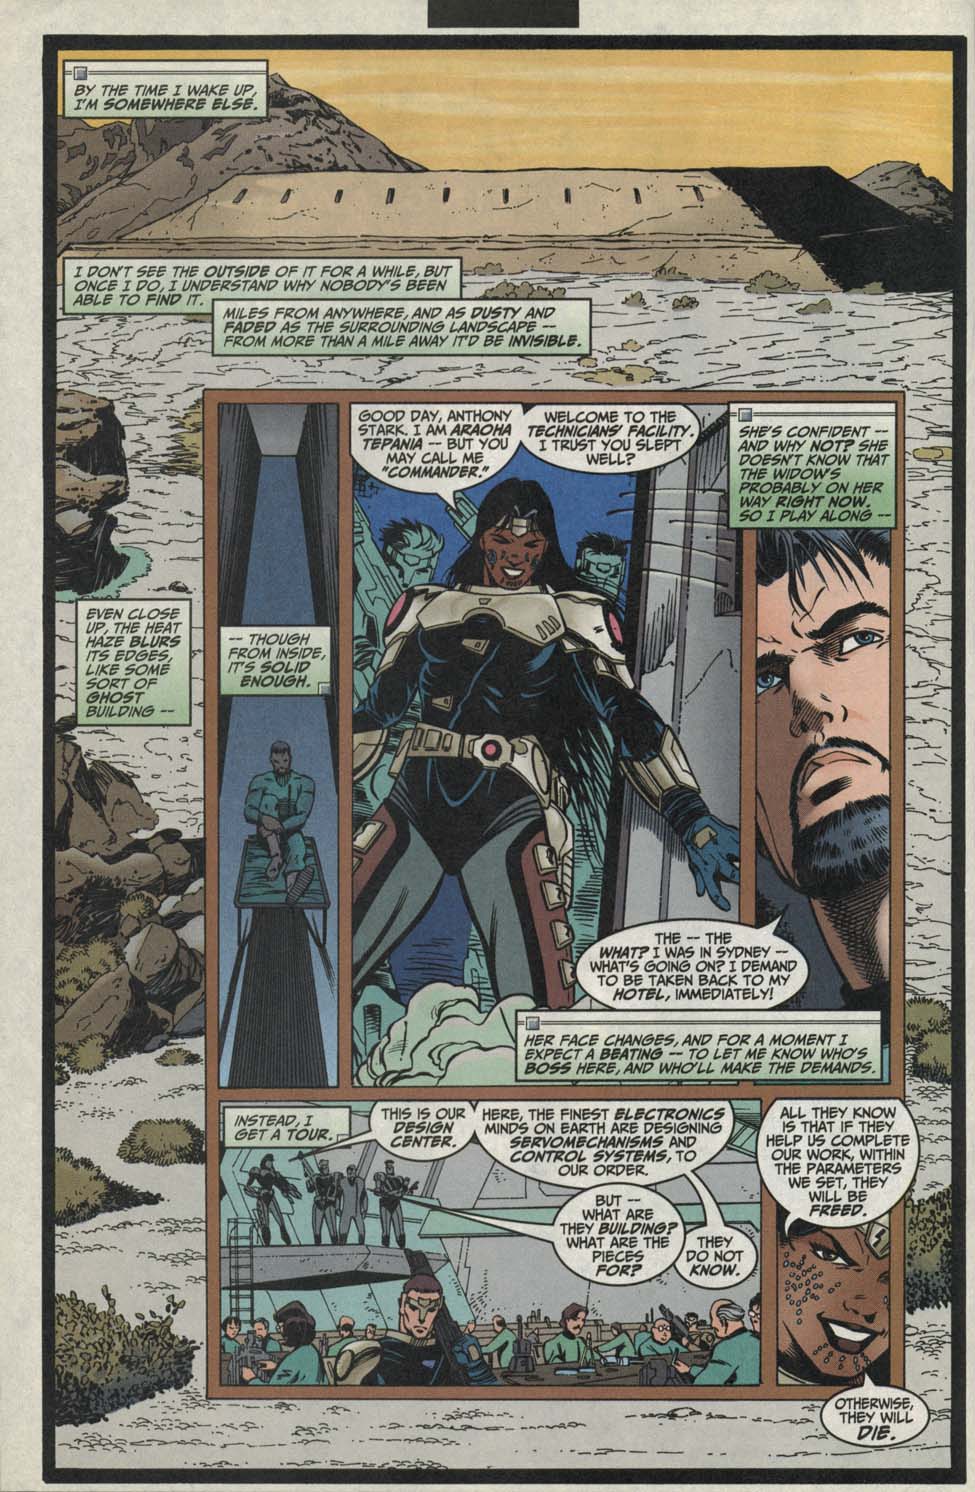 BY THE TIME I WAKE UP,
I'M SOMEWHERE ELSE.
I DON'T SEE THE OUTSIDE OF IT FOR A WHILE, BUT
ONCE I DO, I UNDERSTAND WHY NOBODY'S BEEN
ABLE TO FIND IT.
MILES FROM ANYWHERE, AND AS DUSTY AND
FADED AS THE SURROUNDING LANDSCAPE --
FROM MORE THAN A MILE AWAY IT'D BE INVISIBLE.
EVEN CLOSE
UP, THE HEAT
HAZE BLURS
ITS EDGES,
LIKE SOME
SORT OF
GHOST
BUILDING --
-- THOUGH
FROM INSIDE,
IT'S SOLID
ENOUGH.
GOOD DAY, ANTHONY
STARK. I AM ARAOHA
TEPANIA -- BUT YOU
MAY CALL ME
"COMMANDER."
WELCOME TO THE
TECHNICIANS' FACILITY.
I TRUST YOU SLEPT
WELL?
SHE'S CONFIDENT --
AND WHY NOT? SHE
DOESN'T KNOW THAT
THE WIDOW'S
PROBABLY ON HER
WAY RIGHT NOW.
SO I PLAY ALONG --
THE -- THE
WHAT? I WAS IN SYDNEY --
WHAT'S GOING ON? I DEMAND
TO BE TAKEN BACK TO MY
HOTEL, IMMEDIATELY!
HER FACE CHANGES, AND FOR A MOMENT I
EXPECT A BEATING -- TO LET ME KNOW WHO'S
BOSS HERE, AND WHO'LL MAKE THE DEMANDS.
INSTEAD, I
GET A TOUR.
THIS IS OUR
DESIGN
CENTER.
HERE, THE FINEST ELECTRONICS
MINDS ON EARTH ARE DESIGNING
SERVOMECHANISMS AND
CONTROL SYSTEMS, TO
OUR ORDER.
BUT --
WHAT ARE
THEY BUILDING?
WHAT ARE THE
PIECES
FOR?
THEY
DO NOT
KNOW.
ALL THEY KNOW
IS THAT IF THEY
HELP US COMPLETE
OUR WORK, WITHIN
THE PARAMETERS
WE SET, THEY
WILL BE
FREED.
OTHERWISE,
THEY WILL
DIE.